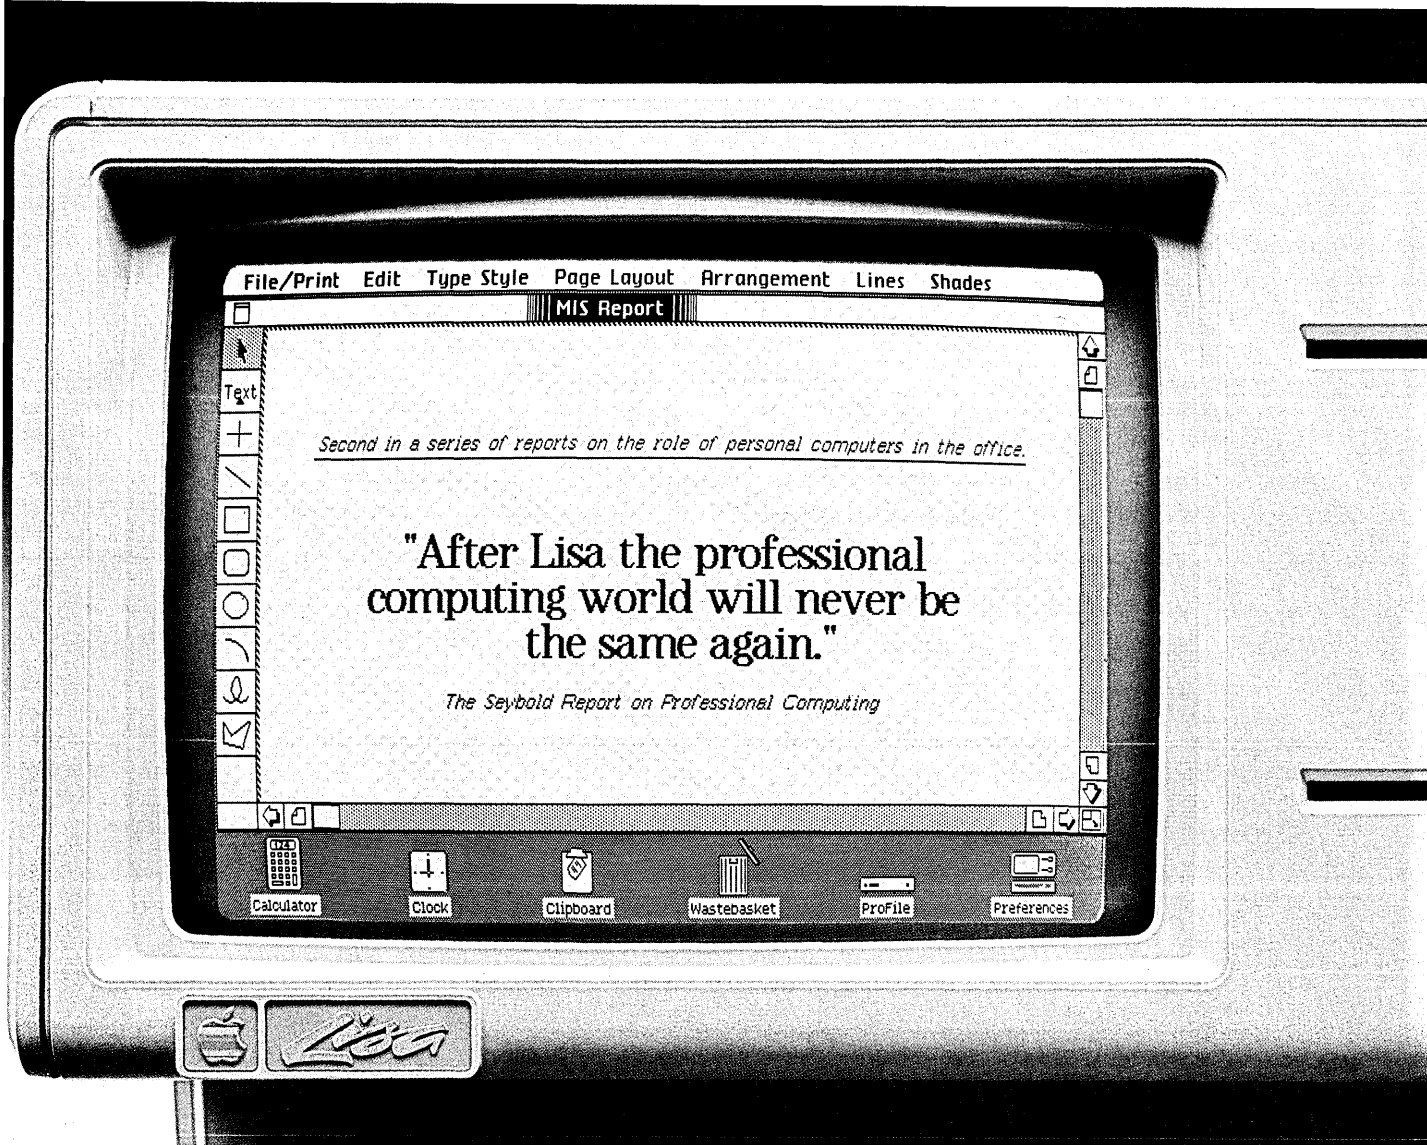 File/Print Edit Type Style Page Layout Arrangement Lines Shades
MIS Report
Text
Second in a series of reports on the role of personal computers in the office.
"After Lisa the professional
computing world will never be
the same again."
The Seybold Report on Professional Computing
Calculator Clock Clipboard Wastebasket ProFile Preferences
Lisa